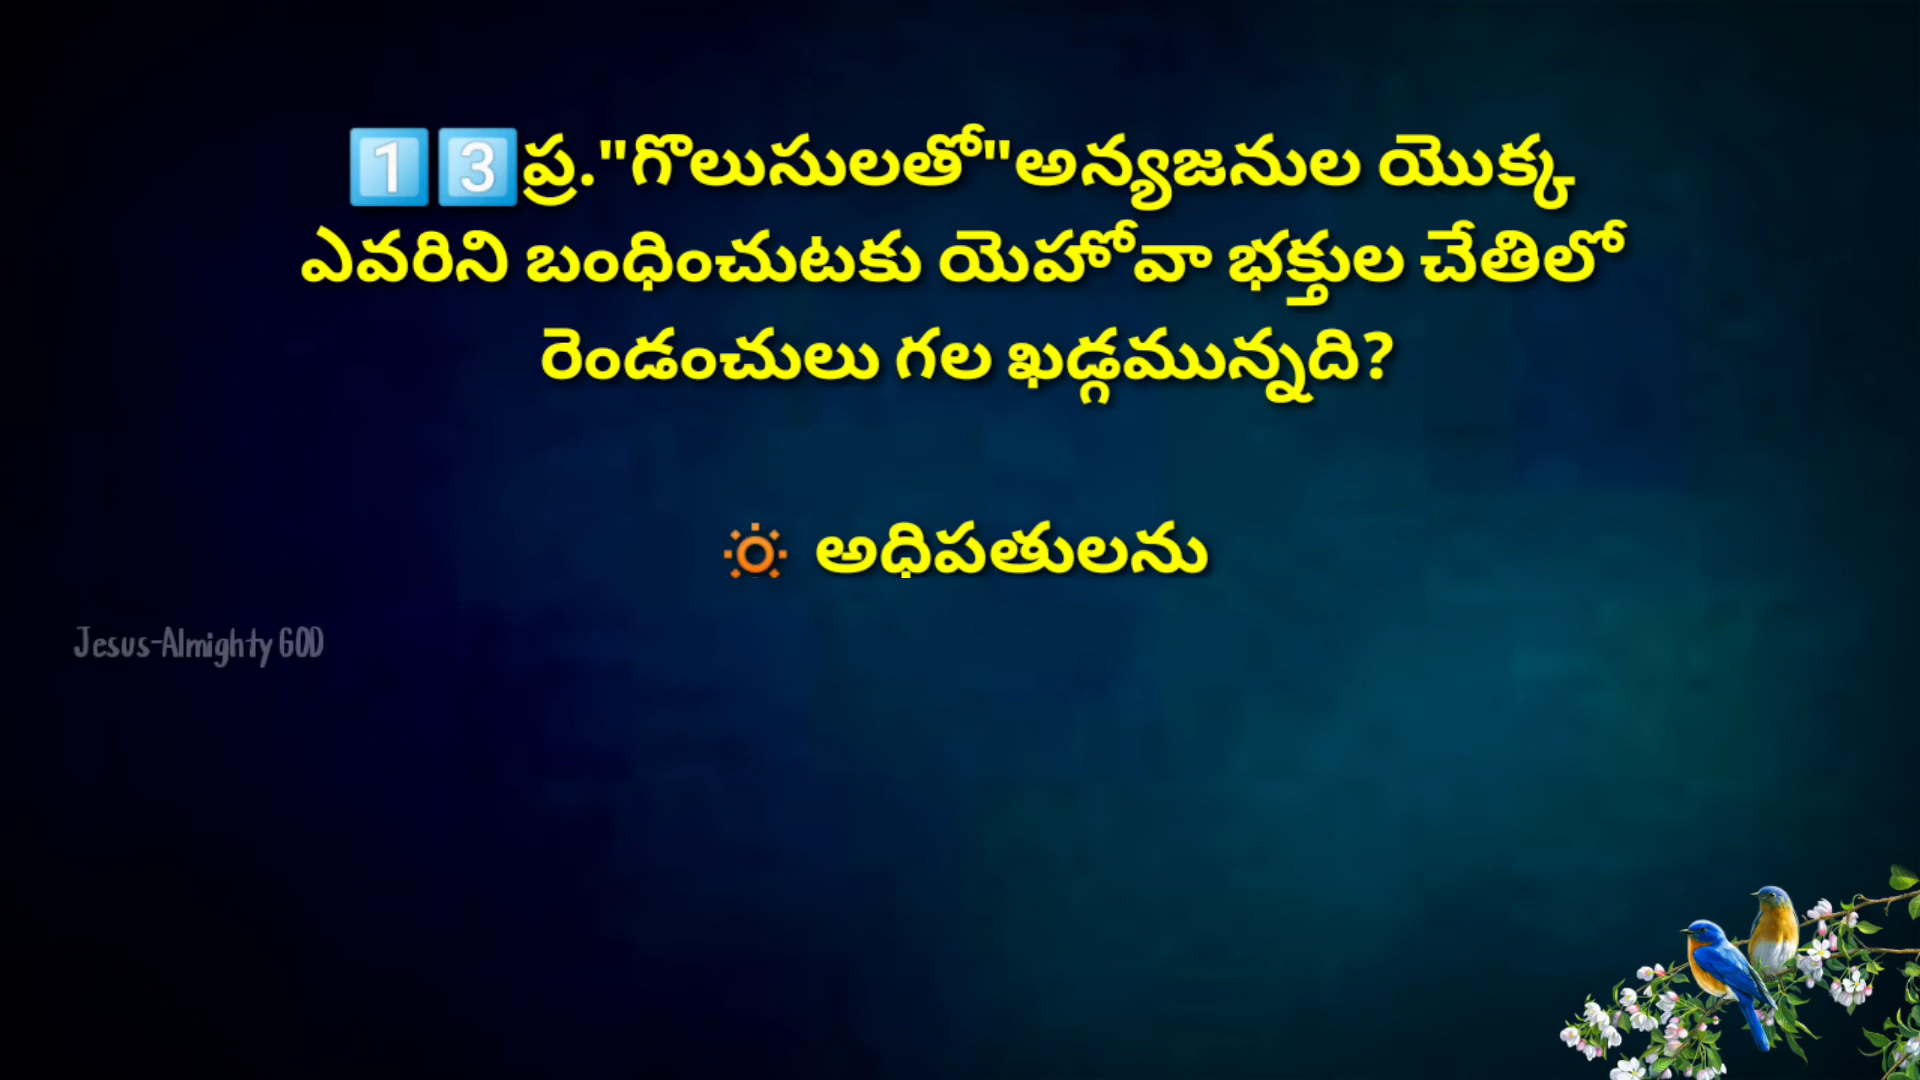 1️⃣3️⃣ప్ర."గొలుసులతో"అన్యజనుల యొక్క
ఎవరిని బంధించుటకు యెహోవా భక్తుల చేతిలో
రెండంచులు గల ఖడ్గమున్నది?
🔅 అధిపతులను
Jesus-Almighty GOD